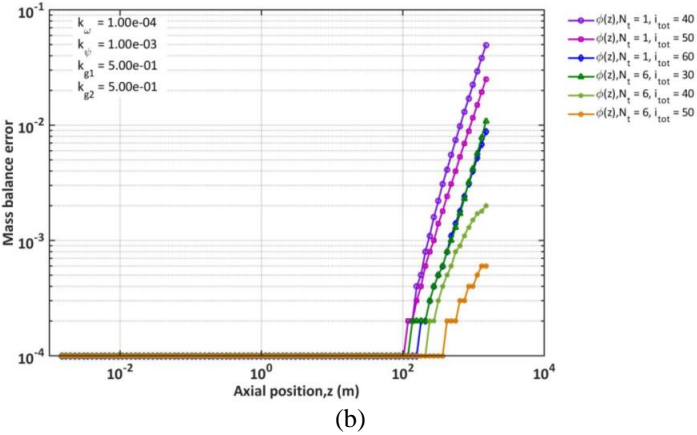 10^-1
k_ω = 1.00e-04
k_ψ = 1.00e-03
k_g1 = 5.00e-01
k_g2 = 5.00e-01
ϕ(z),N_t = 1, i_tot = 40
ϕ(z),N_t = 1, i_tot = 50
ϕ(z),N_t = 1, i_tot = 60
ϕ(z),N_t = 6, i_tot = 30
ϕ(z),N_t = 6, i_tot = 40
ϕ(z),N_t = 6, i_tot = 50
10^-2
Mass balance error
10^-3
10^-4
10^-2 10^0 10^2 10^4
Axial position,z (m)
(b)